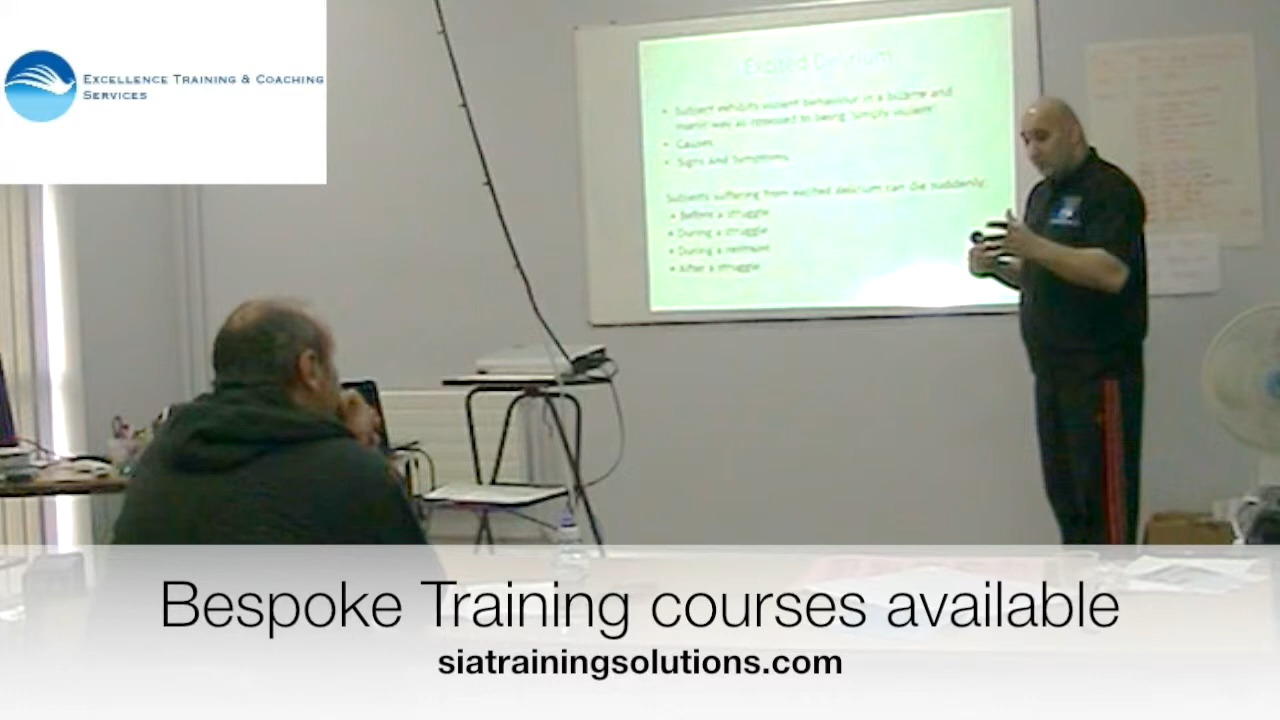 EXCELLENCE TRAINING & COACHING
SERVICES
Excited Delirium
• Subject exhibits violent behaviour in a bizarre and
manic way as opposed to being 'simply violent'
• Causes
• Signs And Symptoms
Subjects suffering from excited delirium can die suddenly:
• Before a struggle
• During a struggle
• During a restraint
• After a struggle
Bespoke Training courses available
siatrainingsolutions.com